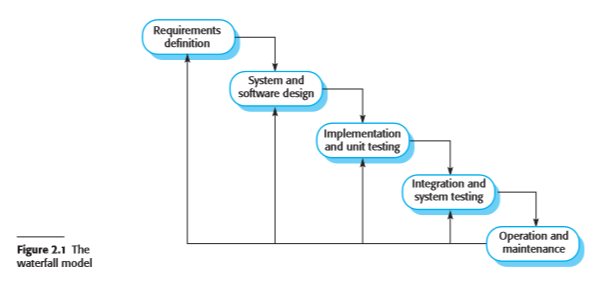 Requirements
definition
System and
software design
Implementation
and unit testing
Integration and
system testing
Operation and
maintenance
Figure 2.1 The
waterfall model